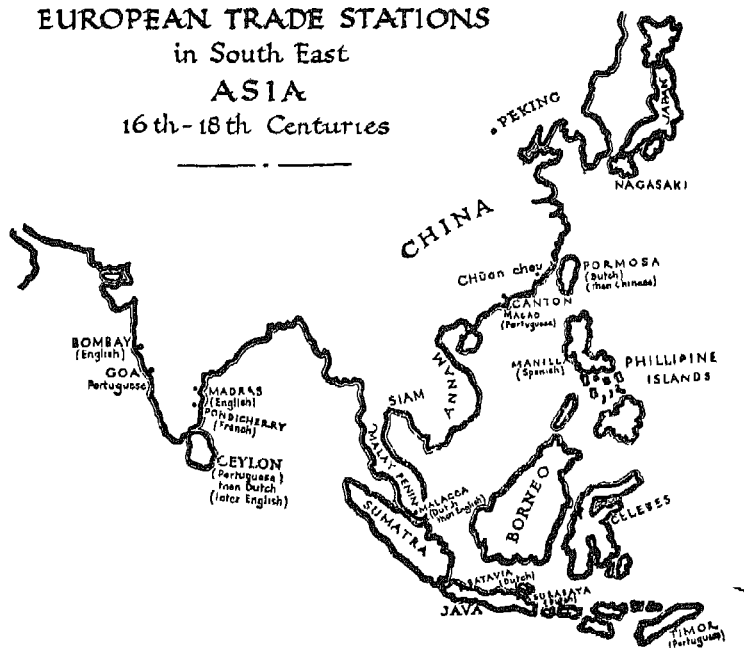 EUROPEAN TRADE STATIONS
in South East
ASIA
16th-18th Centuries
PEKING
JAPAN
NAGASAKI
CHINA
Chüan chou
FORMOSA
(Dutch)
(then Chinese)
CANTON
MACAO
(Portuguese)
BOMBAY
(English)
GOA
Portuguese
MADRAS
(English)
PONDICHERRY
(French)
CEYLON
(Portuguese)
then Dutch
(later English)
SIAM
ANNAM
MANILLA
(Spanish)
PHILLIPINE
ISLANDS
MALAY PENIN
MALACCA
(Dutch
then English)
SUMATRA
BORNEO
CELEBES
BATAVIA
(Dutch)
SURABAYA
(Dutch)
JAVA
TIMOR
(Portuguese)